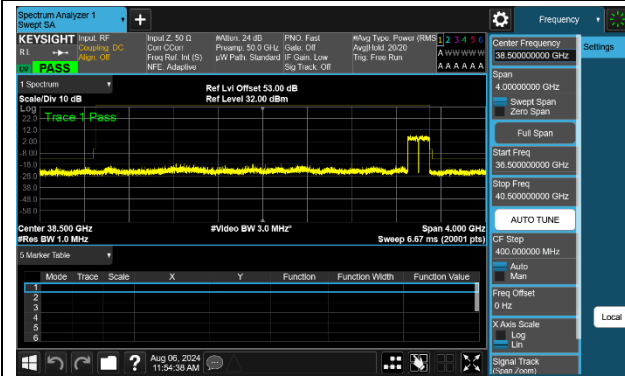 Spectrum Analyzer 1
Swept SA
Frequency
KEYSIGHT
Input: RF
Coupling: DC
Align: Off
Input Z: 50 Ω
Corr CCorr
Freq Ref: Int (S)
NFE: Adaptive
#Atten: 24 dB
Preamp: 50.0 GHz
µW Path: Standard
PNO: Fast
Gate: Off
IF Gain: Low
Sig Track: Off
#Avg Type: Power (RMS
Avg|Hold: 20/20
Trig: Free Run
1 2 3 4 5 6
A W W W W W
A A A A A A
RL
PASS
1 Spectrum
Scale/Div 10 dB
Ref Lvl Offset 53.00 dB
Ref Level 32.00 dBm
Log
Trace 1 Pass
22.0
12.0
2.00
-8.00
-18.0
-28.0
-38.0
-48.0
-58.0
Center 38.500 GHz
#Res BW 1.0 MHz
#Video BW 3.0 MHz*
Span 4.000 GHz
Sweep 6.67 ms (20001 pts)
5 Marker Table
Mode Trace Scale X Y Function Function Width Function Value
1
2
3
4
5
6
Aug 06, 2024
11:54:38 AM
Center Frequency
38.500000000 GHz
Span
4.00000000 GHz
Swept Span
Zero Span
Full Span
Start Freq
36.500000000 GHz
Stop Freq
40.500000000 GHz
AUTO TUNE
CF Step
400.000000 MHz
Auto
Man
Freq Offset
0 Hz
X Axis Scale
Log
Lin
Signal Track
(Span Zoom)
Settings
Local